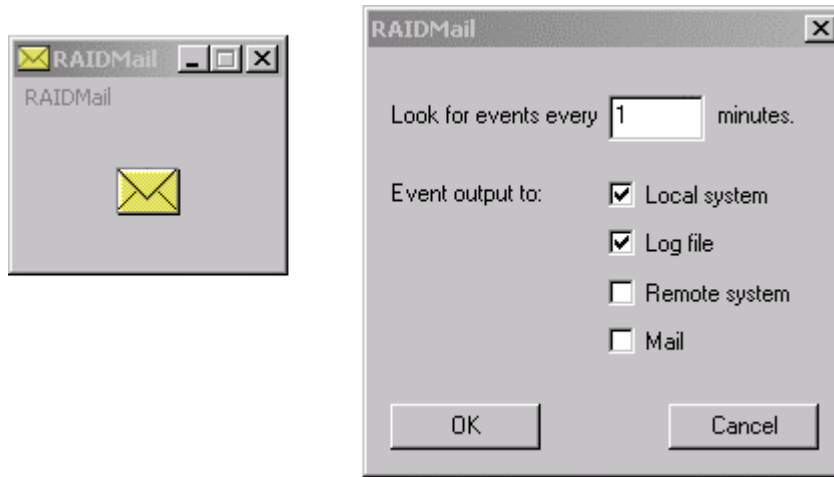 RAIDMail
RAIDMail
RAIDMail
Look for events every 1 minutes.
Event output to: Local system
Log file
Remote system
Mail
OK Cancel